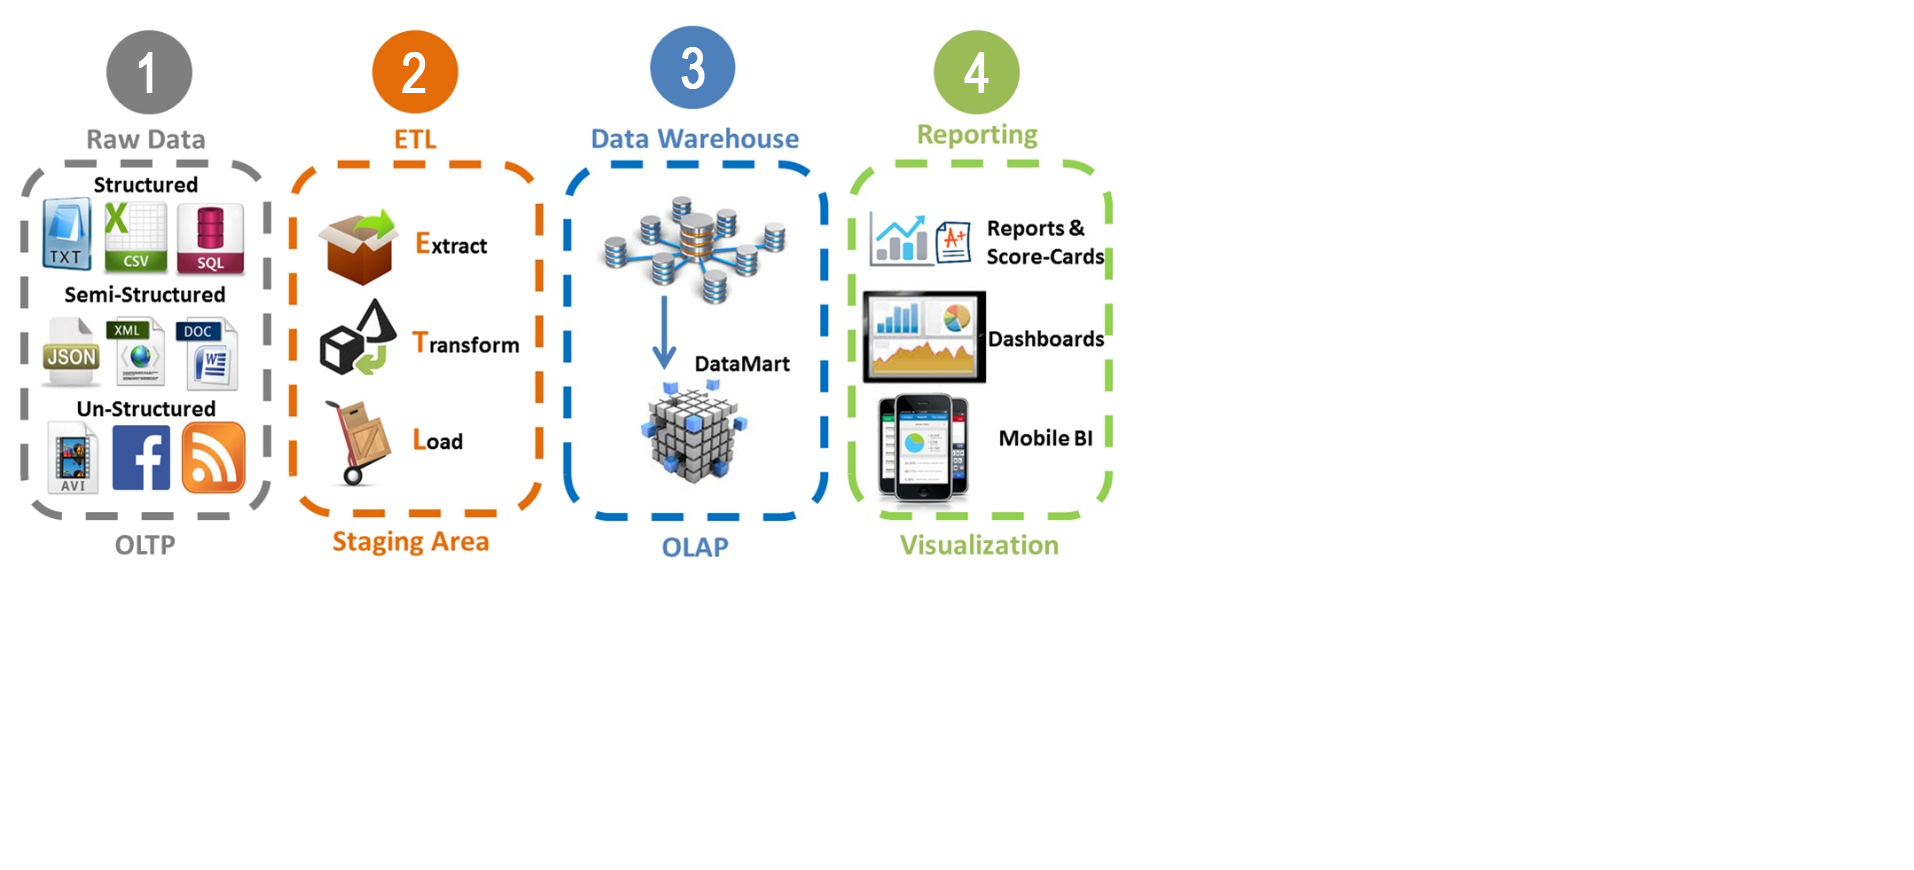 1
Raw Data
Structured
TXT
CSV
SQL
Semi-Structured
JSON
XML
DOC
W
Un-Structured
AVI
f
OLTP
2
ETL
Extract
Transform
Load
Staging Area
3
Data Warehouse
DataMart
OLAP
4
Reporting
A+
Reports &
Score-Cards
Dashboards
Mobile BI
Visualization